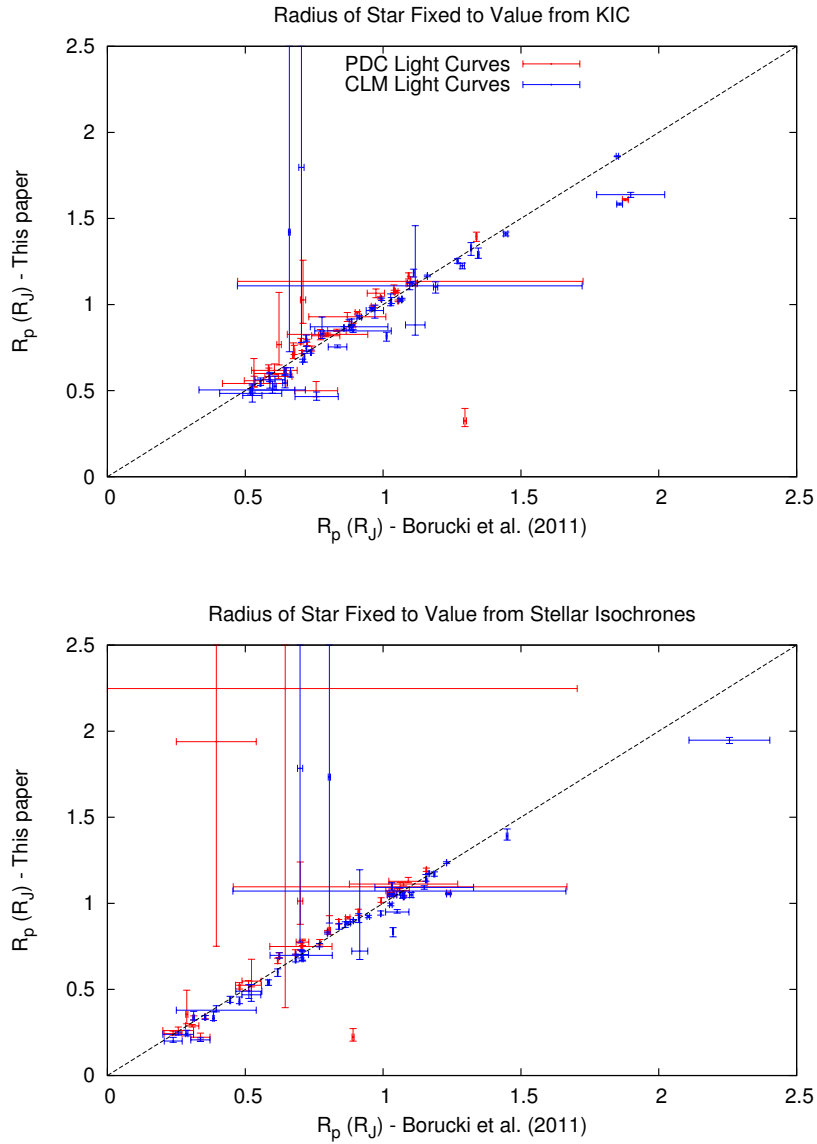 Radius of Star Fixed to Value from KIC
PDC Light Curves
CLM Light Curves
2.5
2
1.5
1
0.5
0
R_p (R_J) - This paper
0 0.5 1 1.5 2 2.5
R_p (R_J) - Borucki et al. (2011)
Radius of Star Fixed to Value from Stellar Isochrones
2.5
2
1.5
1
0.5
0
R_p (R_J) - This paper
0 0.5 1 1.5 2 2.5
R_p (R_J) - Borucki et al. (2011)